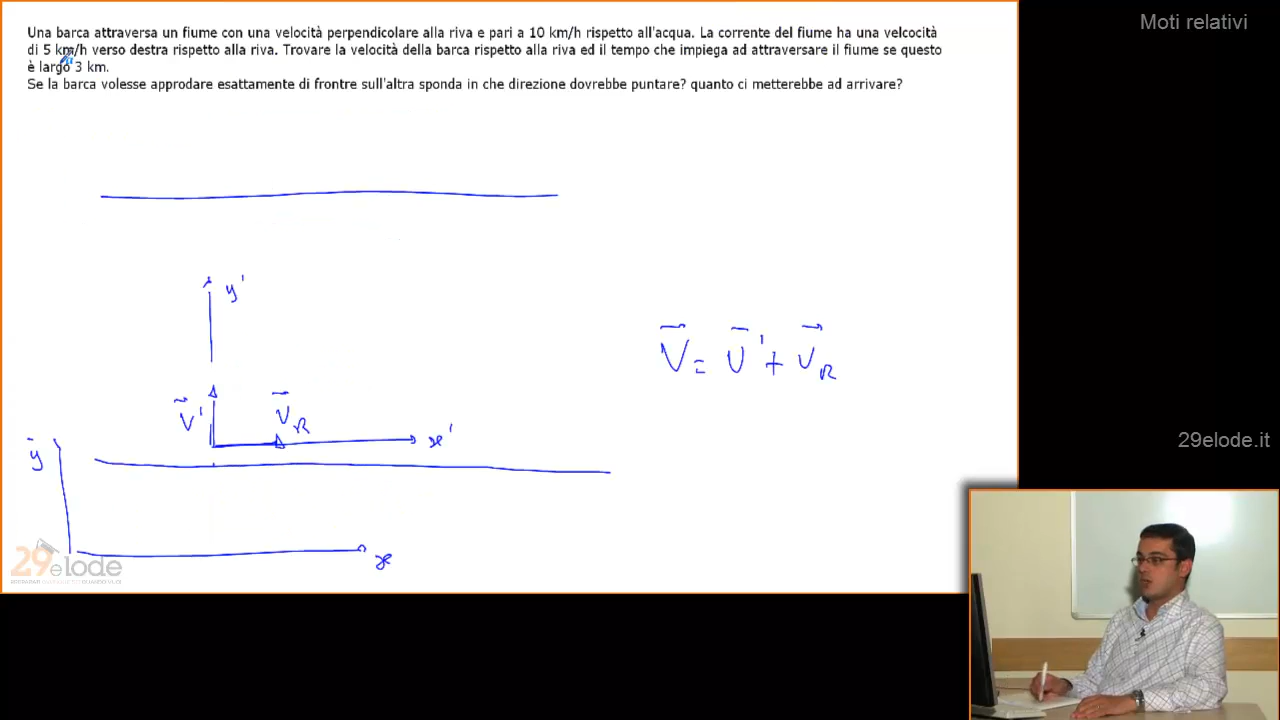 Moti relativi
Una barca attraversa un fiume con una velocità perpendicolare alla riva e pari a 10 km/h rispetto all'acqua. La corrente del fiume ha una velcocità
di 5 km/h verso destra rispetto alla riva. Trovare la velocità della barca rispetto alla riva ed il tempo che impiega ad attraversare il fiume se questo
è largo 3 km.
Se la barca volesse approdare esattamente di frontre sull'altra sponda in che direzione dovrebbe puntare? quanto ci metterebbe ad arrivare?
y'
V = v' + v_R
V' V_R
x'
y
x
29elode.it
29elode